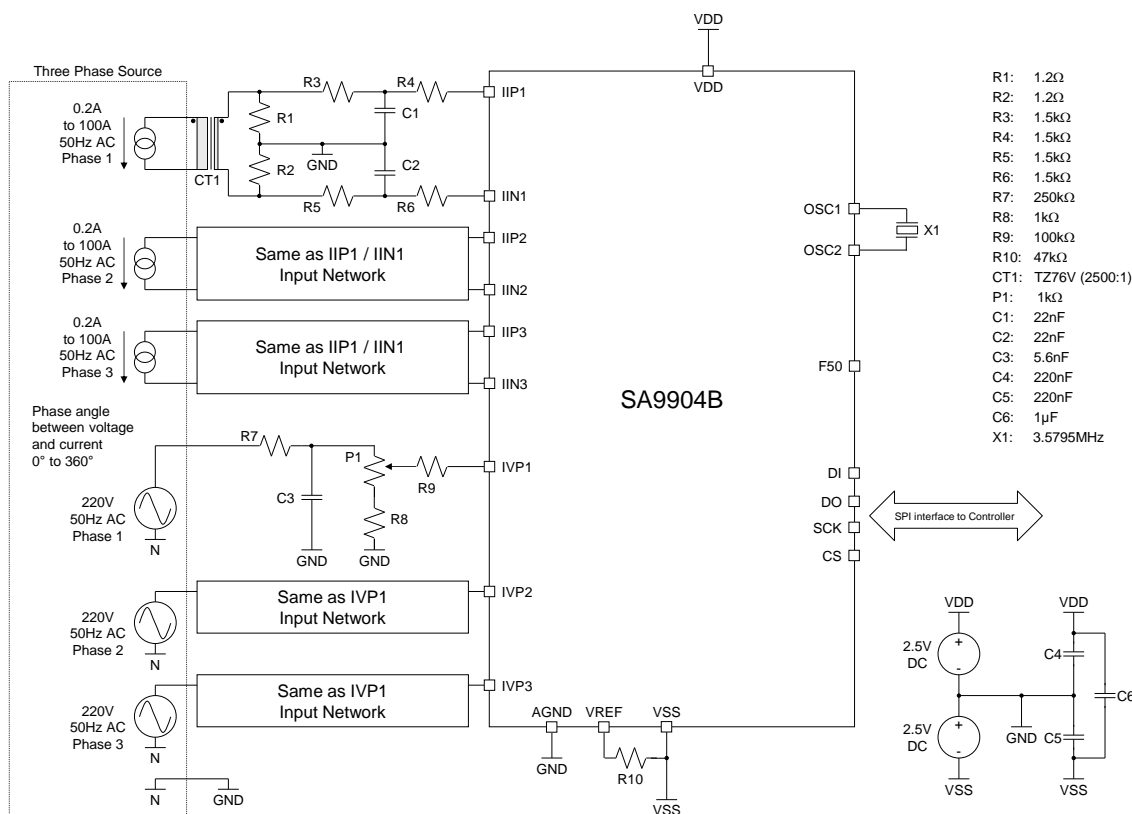 VDD
VDD
Three Phase Source
0.2A
to 100A
50Hz AC
Phase 1
CT1
R1
R2
R3
R4
C1
GND
C2
R5
R6
IIP1
IIN1
0.2A
to 100A
50Hz AC
Phase 2
Same as IIP1 / IIN1
Input Network
IIP2
IIN2
0.2A
to 100A
50Hz AC
Phase 3
Same as IIP1 / IIN1
Input Network
IIP3
IIN3
Phase angle
between voltage
and current
0° to 360°
220V
50Hz AC
Phase 1
N
R7
C3
GND
P1
R8
GND
R9
IVP1
220V
50Hz AC
Phase 2
N
Same as IVP1
Input Network
IVP2
220V
50Hz AC
Phase 3
N
Same as IVP1
Input Network
IVP3
N
GND
SA9904B
AGND
GND
VREF
R10
VSS
VSS
OSC1
OSC2
X1
F50
DI
DO
SCK
CS
SPI interface to Controller
R1: 1.2Ω
R2: 1.2Ω
R3: 1.5kΩ
R4: 1.5kΩ
R5: 1.5kΩ
R6: 1.5kΩ
R7: 250kΩ
R8: 1kΩ
R9: 100kΩ
R10: 47kΩ
CT1: TZ76V (2500:1)
P1: 1kΩ
C1: 22nF
C2: 22nF
C3: 5.6nF
C4: 220nF
C5: 220nF
C6: 1µF
X1: 3.5795MHz
VDD
VDD
2.5V
DC
+
-
C4
C6
GND
2.5V
DC
+
-
C5
VSS
VSS